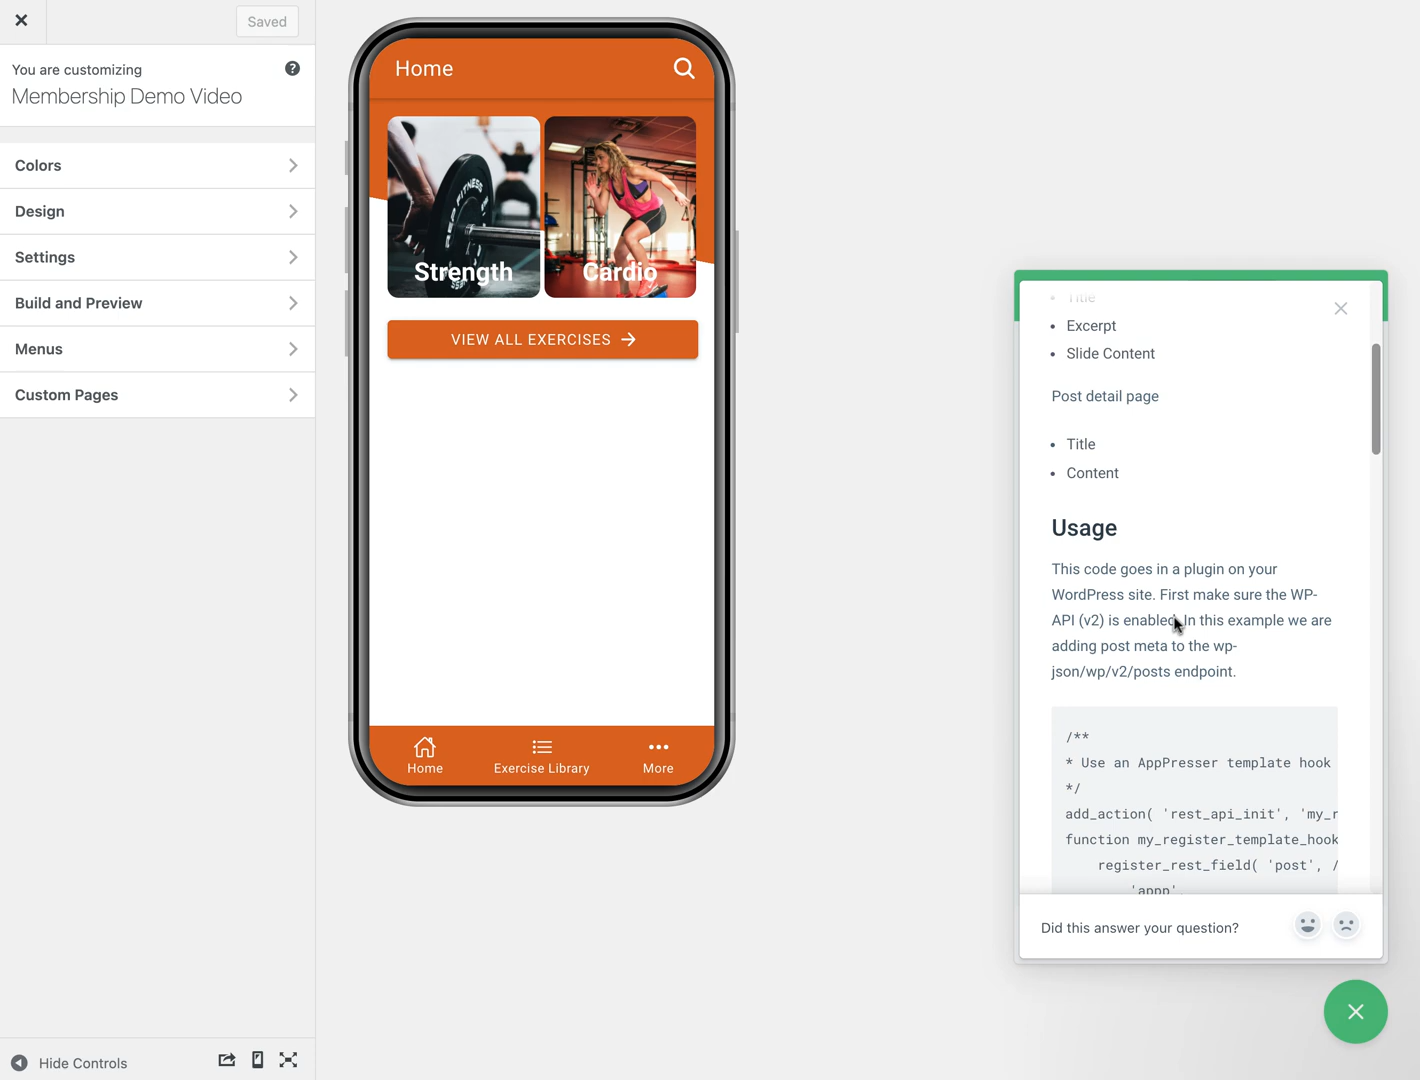 Saved
You are customizing
Membership Demo Video
Colors
Design
Settings
Build and Preview
Menus
Custom Pages
Hide Controls
Home
Strength
Cardio
VIEW ALL EXERCISES
Home
Exercise Library
More
Title
Excerpt
Slide Content
Post detail page
Title
Content
Usage
This code goes in a plugin on your
WordPress site. First make sure the WP-
API (v2) is enabled. In this example we are
adding post meta to the wp-
json/wp/v2/posts endpoint.
/**
* Use an AppPresser template hook
*/
add_action( 'rest_api_init', 'my_r
function my_register_template_hook
register_rest_field( 'post', /
'appp',
Did this answer your question?